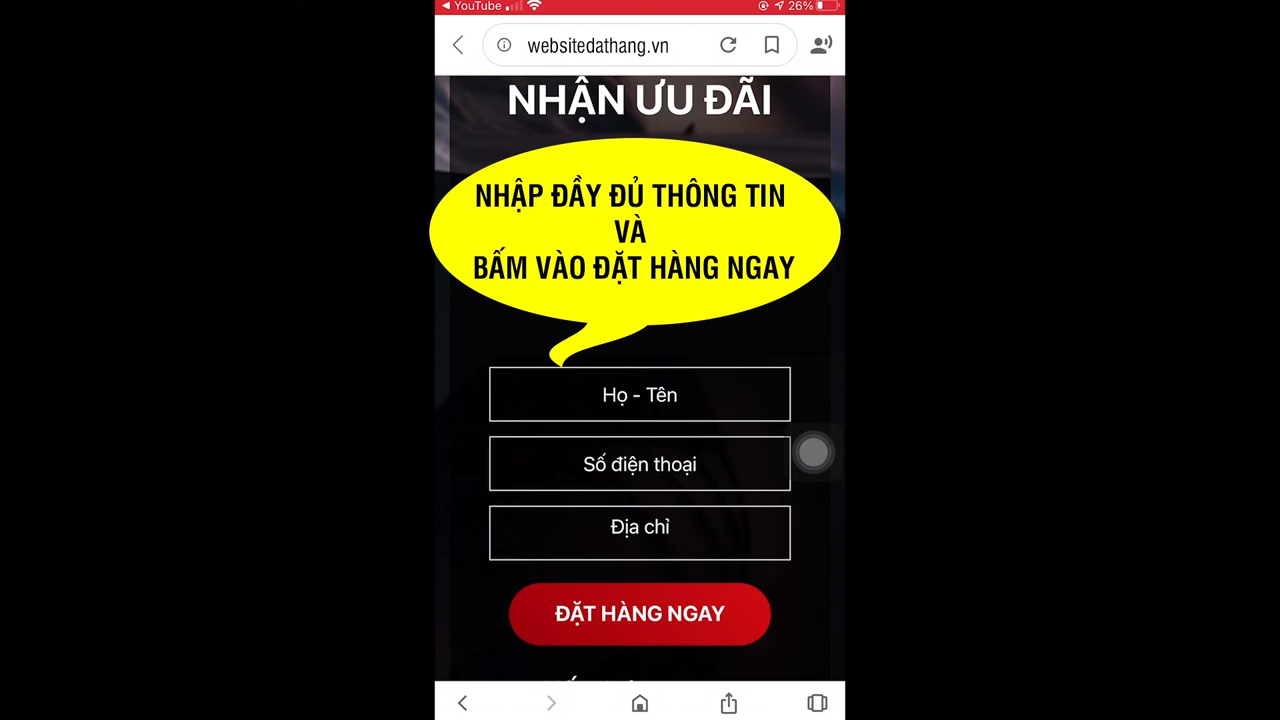 YouTube
26%
websitedathang.vn
NHẬN ƯU ĐÃI
NHẬP ĐẦY ĐỦ THÔNG TIN
VÀ
BẤM VÀO ĐẶT HÀNG NGAY
Họ - Tên
Số điện thoại
Địa chỉ
ĐẶT HÀNG NGAY